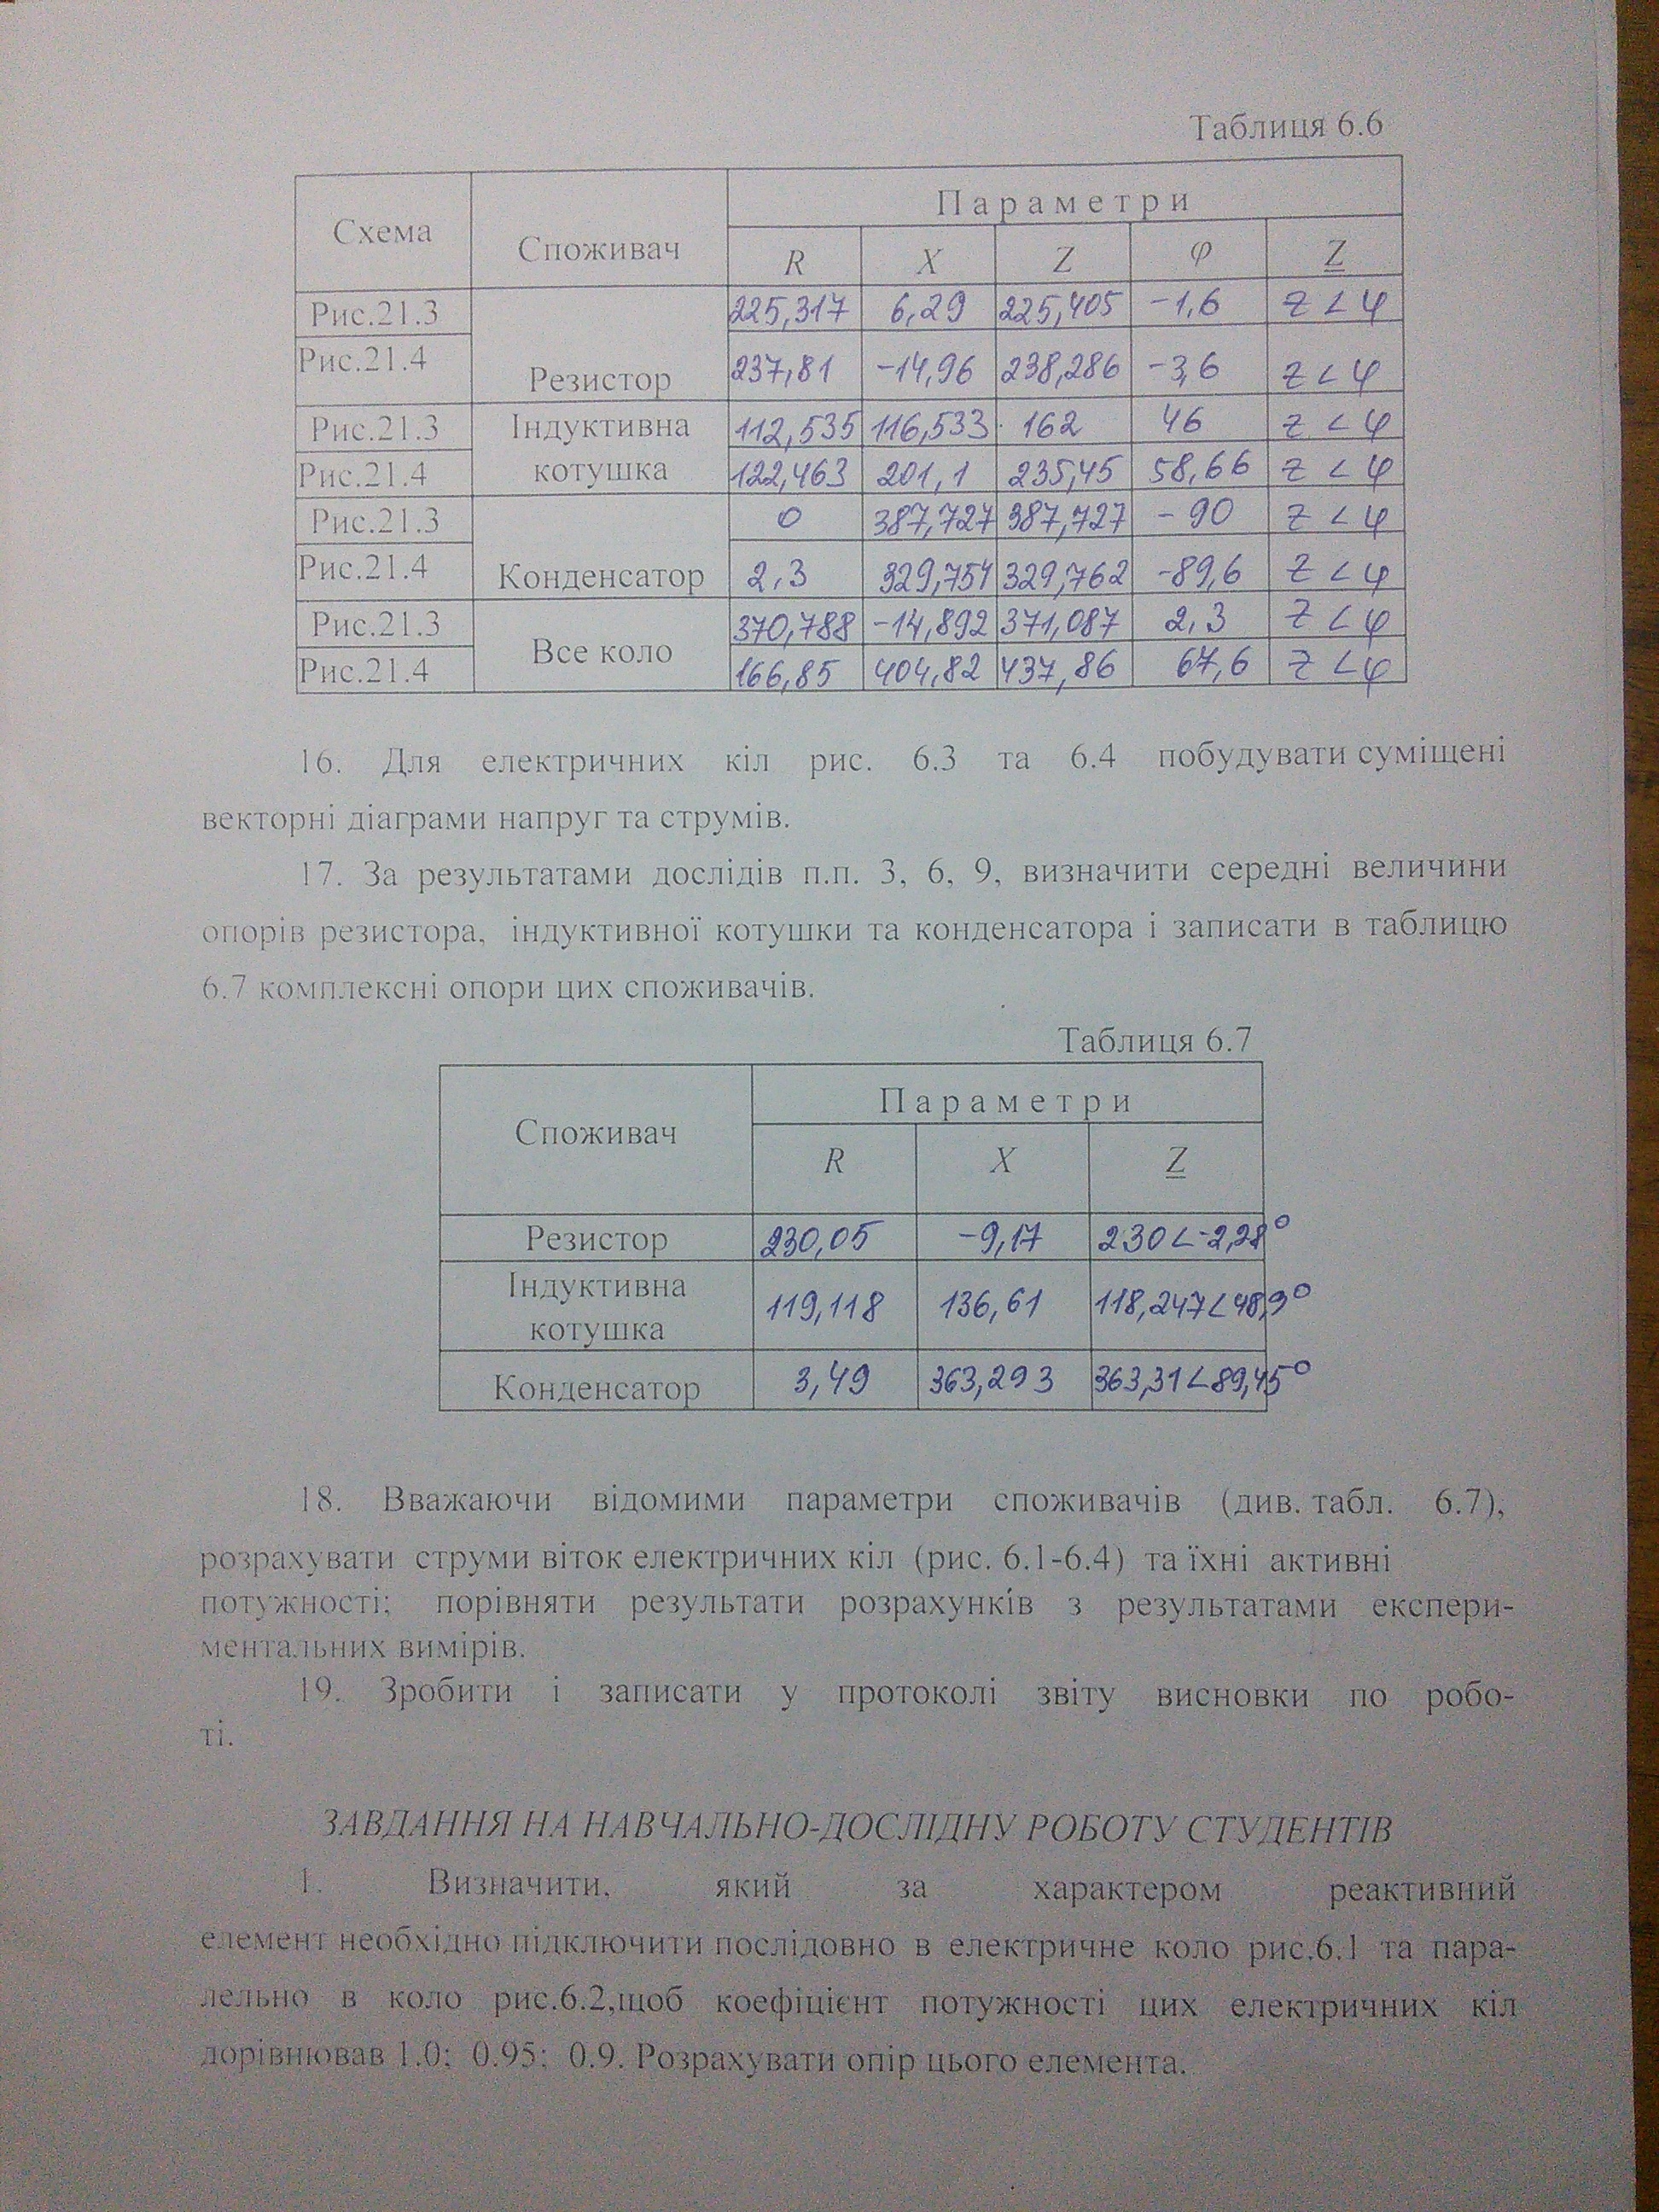 Таблиця 6.6
Схема Споживач Параметри
R X Z φ Z
Рис.21.3 225,317 6,29 225,405 -1,6 Z < φ
Рис.21.4 Резистор 237,81 -14,96 238,286 -3,6 Z < φ
Рис.21.3 Індуктивна 112,535 116,533 162 46 Z < φ
Рис.21.4 котушка 122,463 201,1 235,45 58,66 Z < φ
Рис.21.3 0 387,727 387,727 -90 Z < φ
Рис.21.4 Конденсатор 2,3 329,754 329,762 -89,6 Z < φ
Рис.21.3 370,788 -14,892 371,087 2,3 Z < φ
Все коло
Рис.21.4 166,85 404,82 437,86 67,6 Z < φ
16. Для електричних кіл рис. 6.3 та 6.4 побудувати суміщені
векторні діаграми напруг та струмів.
17. За результатами дослідів п.п. 3, 6, 9, визначити середні величини
опорів резистора, індуктивної котушки та конденсатора і записати в таблицю
6.7 комплексні опори цих споживачів.
Таблиця 6.7
Споживач Параметри
R X Z
Резистор 230,05 -9,17 230<-2,28°
Індуктивна
котушка 119,118 136,61 118,247<48,9°
Конденсатор 3,49 363,293 363,31<89,45°
18. Вважаючи відомими параметри споживачів (див. табл. 6.7),
розрахувати струми віток електричних кіл (рис. 6.1-6.4) та їхні активні
потужності; порівняти результати розрахунків з результатами експери-
ментальних вимірів.
19. Зробити і записати у протоколі звіту висновки по робо-
ті.
ЗАВДАННЯ НА НАВЧАЛЬНО-ДОСЛІДНУ РОБОТУ СТУДЕНТІВ
1. Визначити, який за характером реактивний
елемент необхідно підключити послідовно в електричне коло рис.6.1 та пара-
лельно в коло рис.6.2,щоб коефіцієнт потужності цих електричних кіл
дорівнював 1.0; 0.95; 0.9. Розрахувати опір цього елемента.